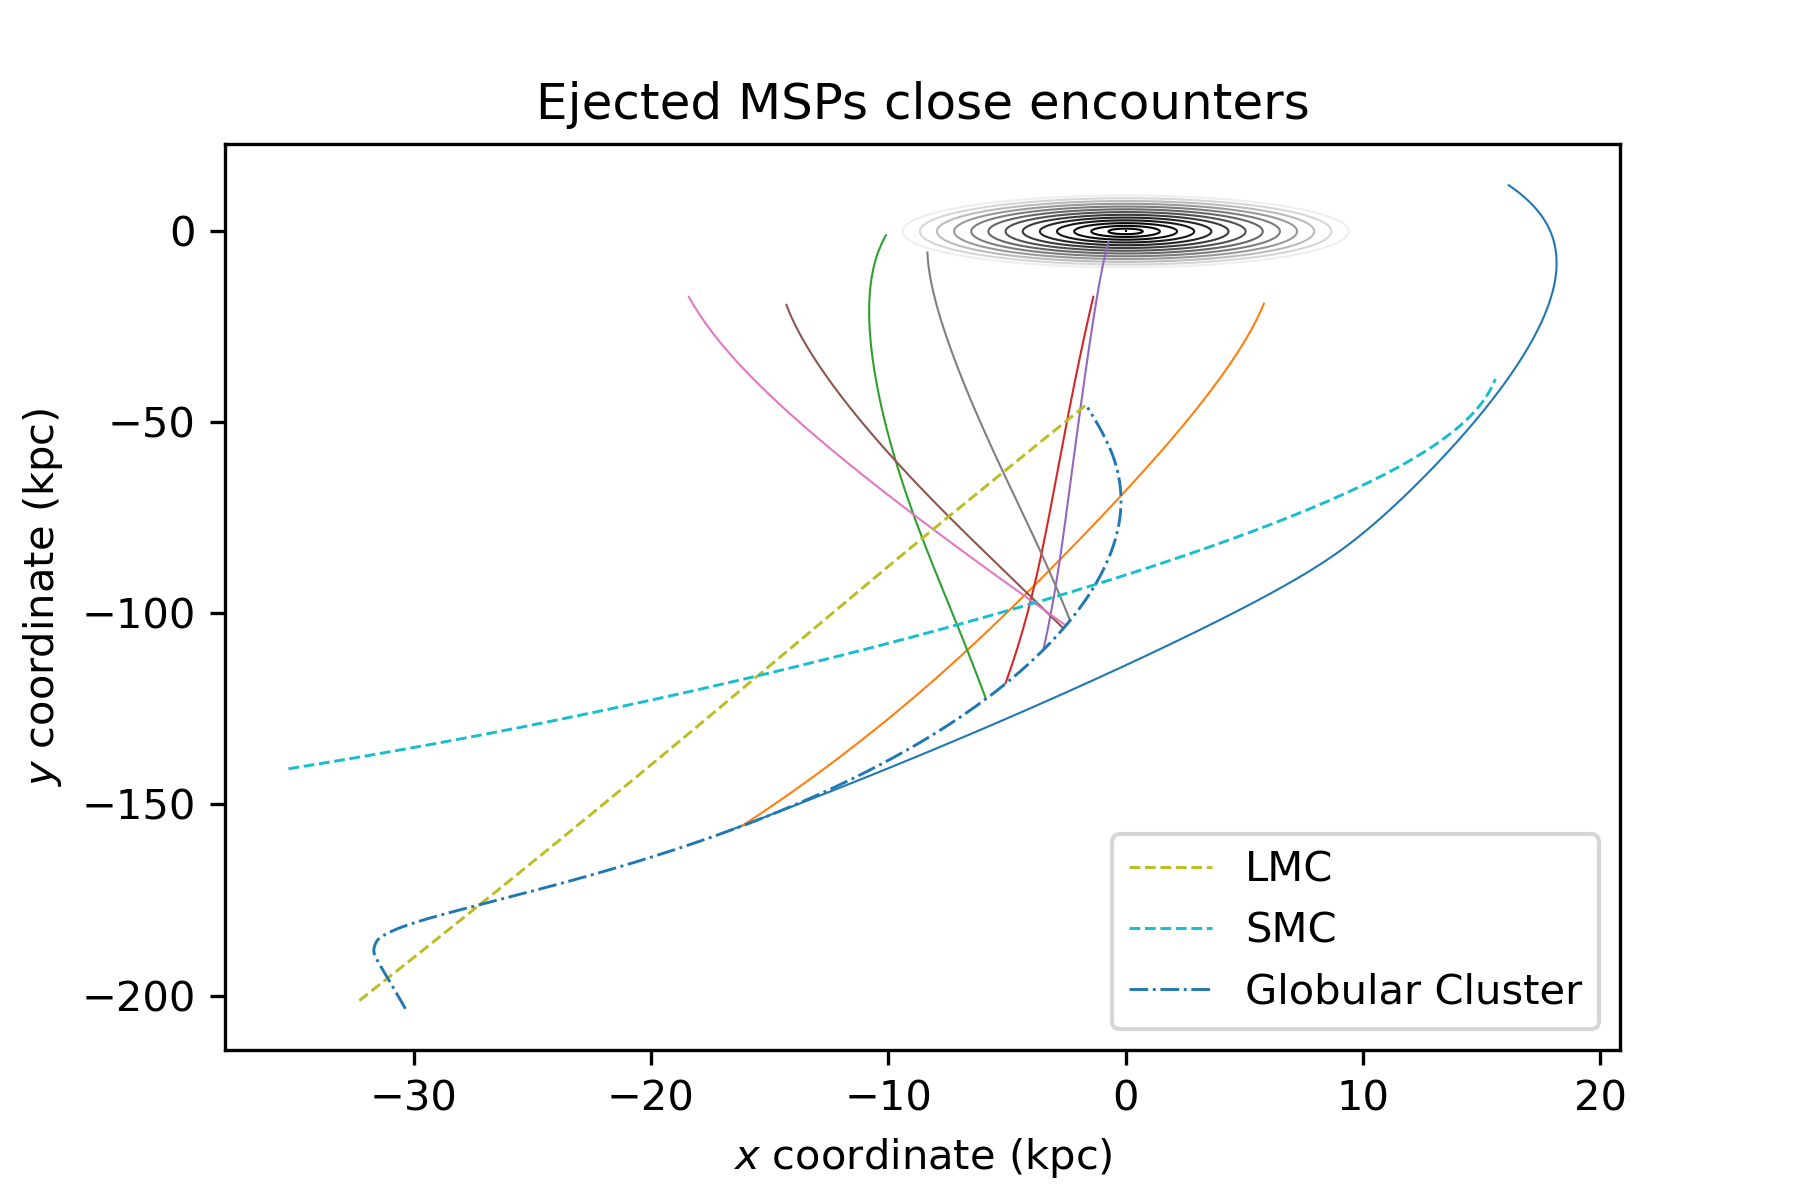 Ejected MSPs close encounters
0
−50
−100
−150
−200
y coordinate (kpc)
−30
−20
−10
0
10
20
x coordinate (kpc)
LMC
SMC
Globular Cluster